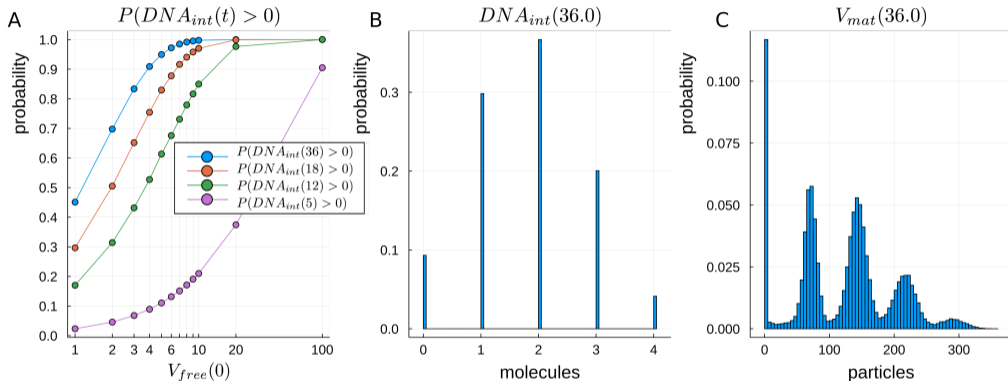 A
P(DNA_int(t) > 0)
probability
1.0
0.9
0.8
0.7
0.6
0.5
0.4
0.3
0.2
0.1
0.0
P(DNA_int(36) > 0)
P(DNA_int(18) > 0)
P(DNA_int(12) > 0)
P(DNA_int(5) > 0)
1 2 3 4 6 10 20 100
V_free(0)
B
DNA_int(36.0)
probability
0.3
0.2
0.1
0.0
0 1 2 3 4
molecules
C
V_mat(36.0)
probability
0.100
0.075
0.050
0.025
0.000
0 100 200 300
particles